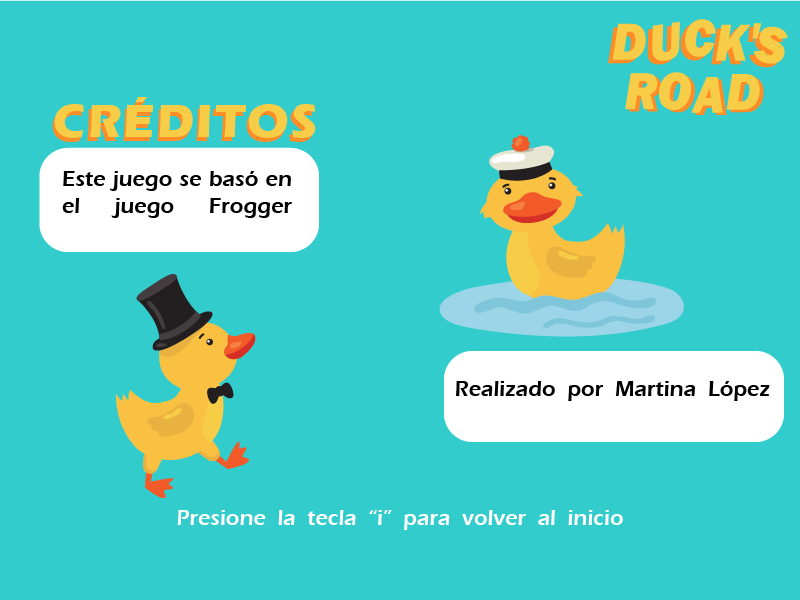 DUCK'S
ROAD
CRÉDITOS
Este juego se basó en
el juego Frogger
Realizado por Martina López
Presione la tecla “i” para volver al inicio